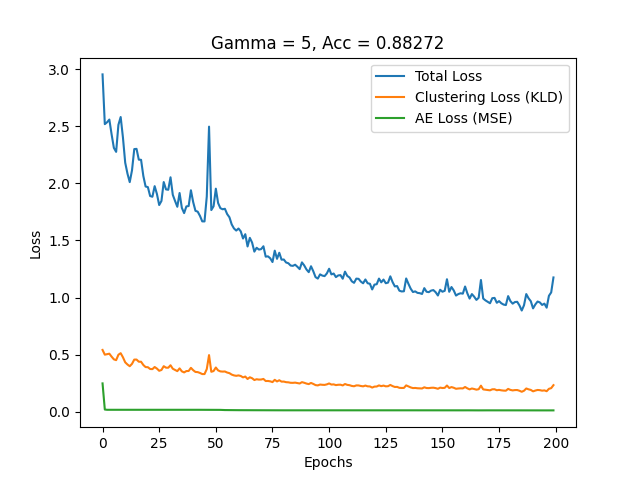 Gamma = 5, Acc = 0.88272
Total Loss
Clustering Loss (KLD)
AE Loss (MSE)
3.0
2.5
2.0
1.5
1.0
0.5
0.0
Loss
0 25 50 75 100 125 150 175 200
Epochs